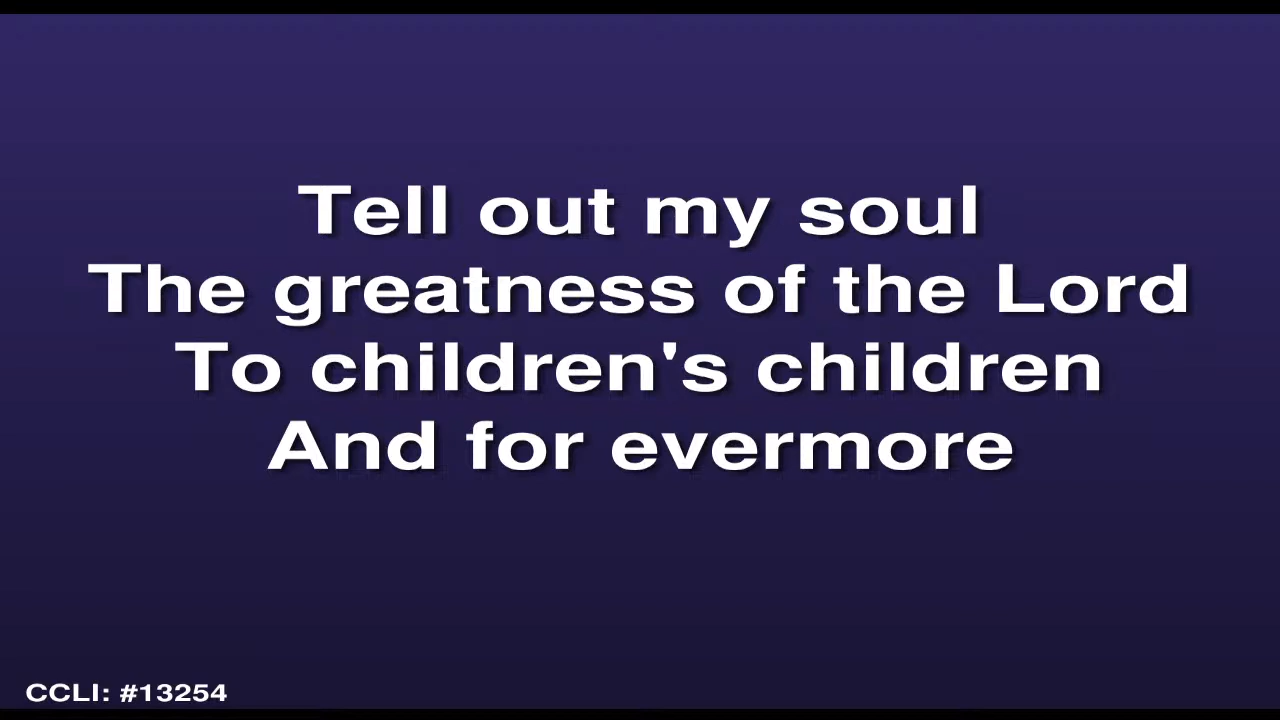 Tell out my soul
The greatness of the Lord
To children's children
And for evermore
CCLI: #13254